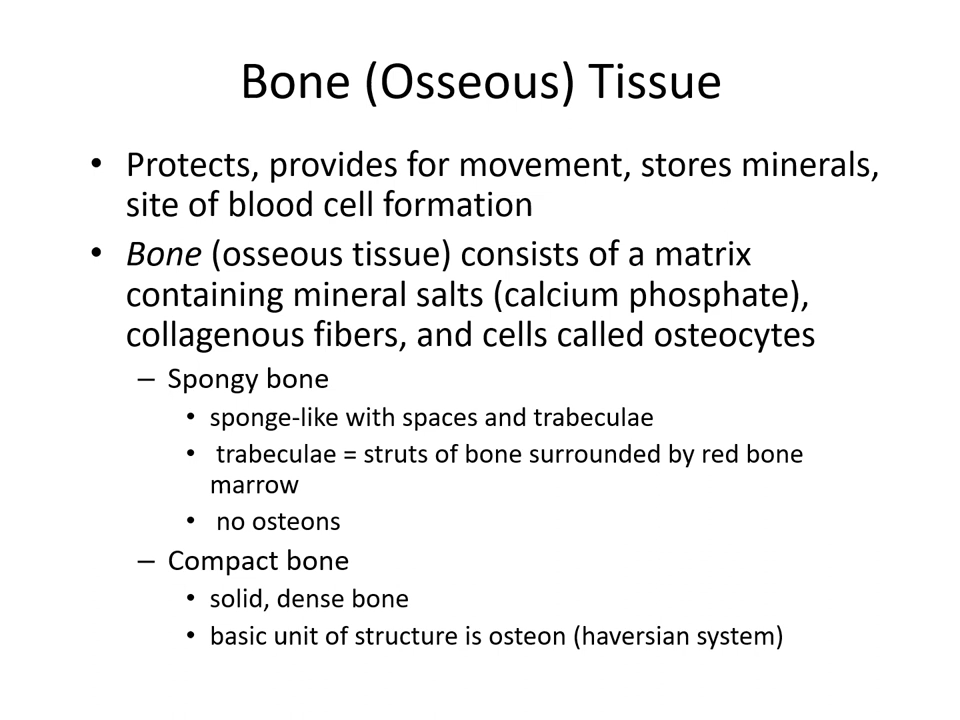 Bone (Osseous) Tissue
• Protects, provides for movement, stores minerals,
site of blood cell formation
• Bone (osseous tissue) consists of a matrix
containing mineral salts (calcium phosphate),
collagenous fibers, and cells called osteocytes
– Spongy bone
• sponge-like with spaces and trabeculae
• trabeculae = struts of bone surrounded by red bone
marrow
• no osteons
– Compact bone
• solid, dense bone
• basic unit of structure is osteon (haversian system)